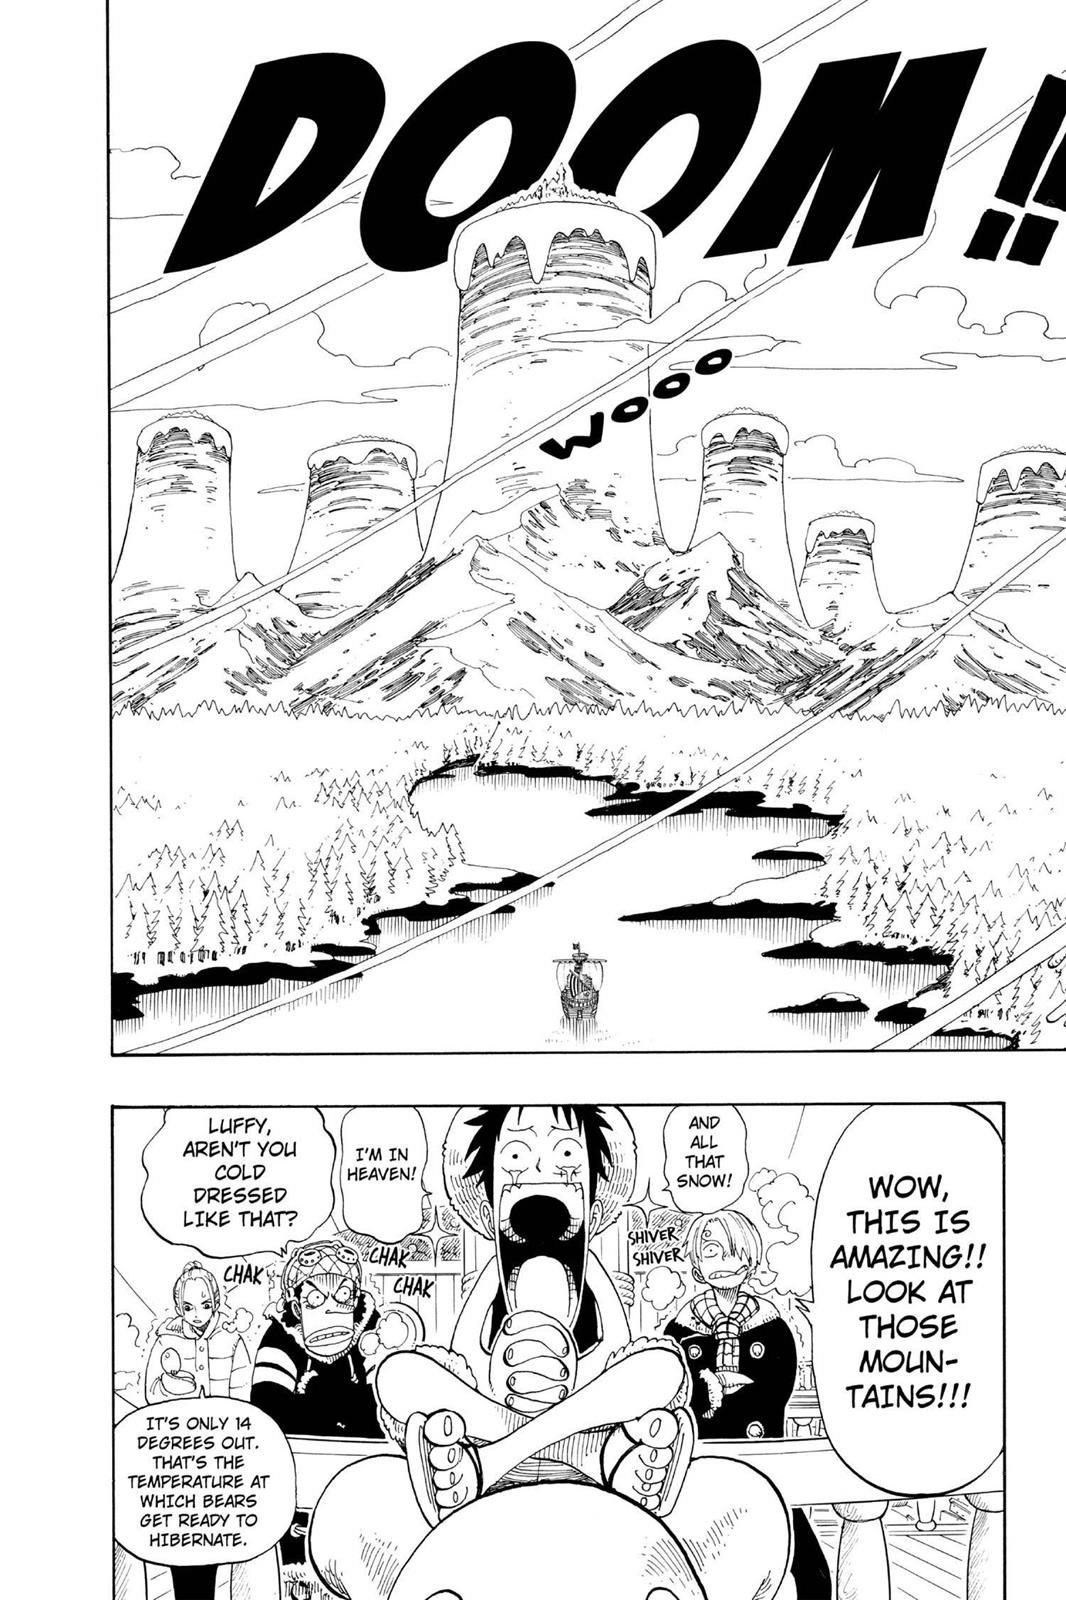 DOOM!!
WOOO
WOW,
THIS IS
AMAZING!!
LOOK AT
THOSE
MOUN-
TAINS!!!
AND
ALL
THAT
SNOW!
I'M IN
HEAVEN!
LUFFY,
AREN'T YOU
COLD
DRESSED
LIKE THAT?
SHIVER
SHIVER
CHAK
CHAK
CHAK
IT'S ONLY 14
DEGREES OUT.
THAT'S THE
TEMPERATURE AT
WHICH BEARS
GET READY TO
HIBERNATE.